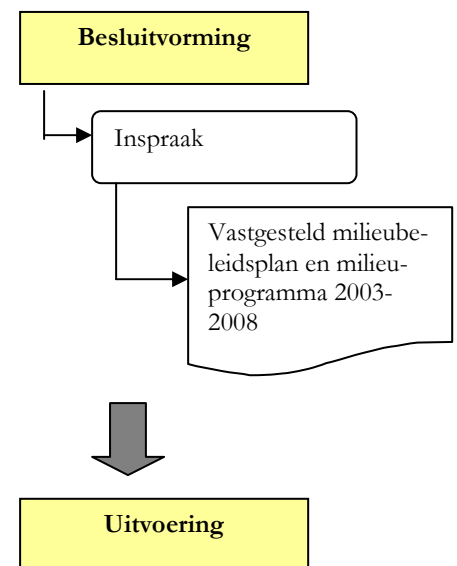 Besluitvorming
Inspraak
Vastgesteld milieube-
leidsplan en milieu-
programma 2003-
2008
Uitvoering